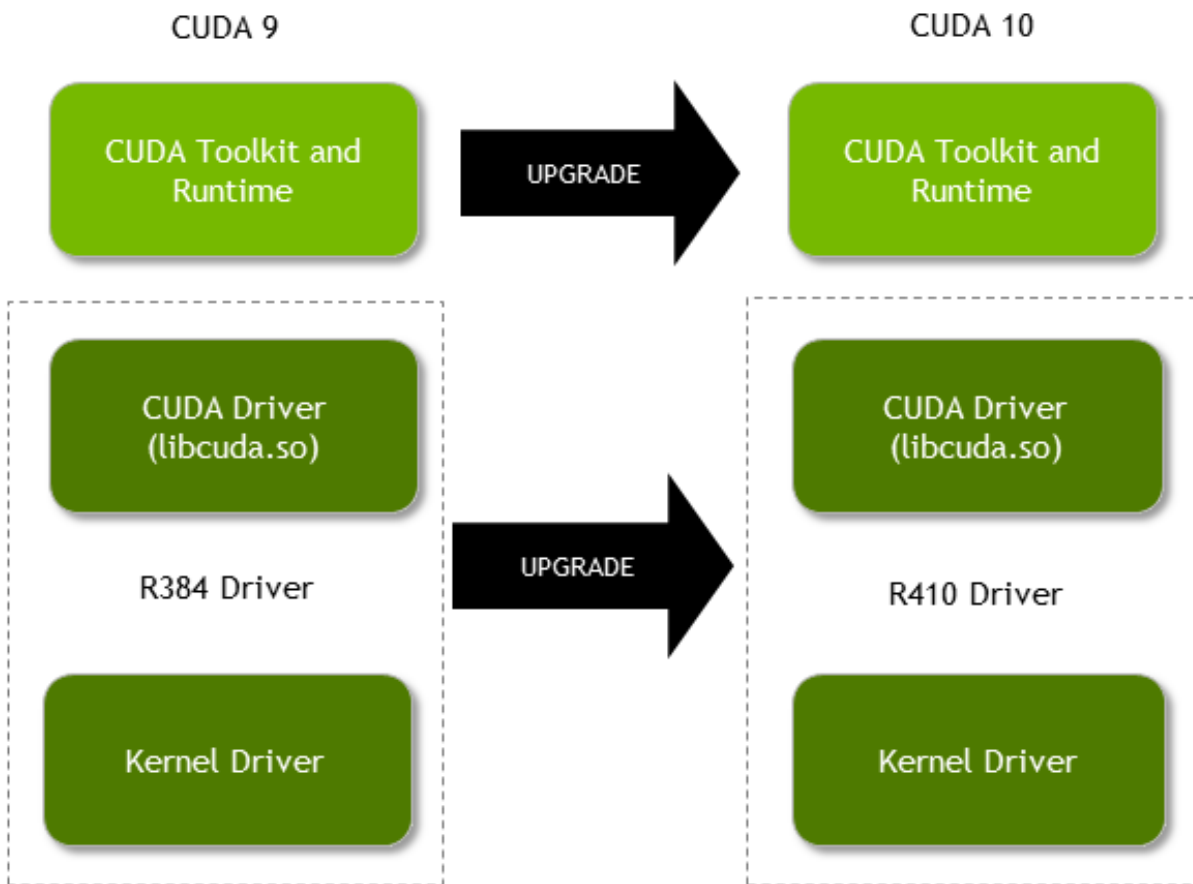 CUDA 9
CUDA 10
CUDA Toolkit and
Runtime
UPGRADE
CUDA Toolkit and
Runtime
CUDA Driver
(libcuda.so)
CUDA Driver
(libcuda.so)
R384 Driver
UPGRADE
R410 Driver
Kernel Driver
Kernel Driver